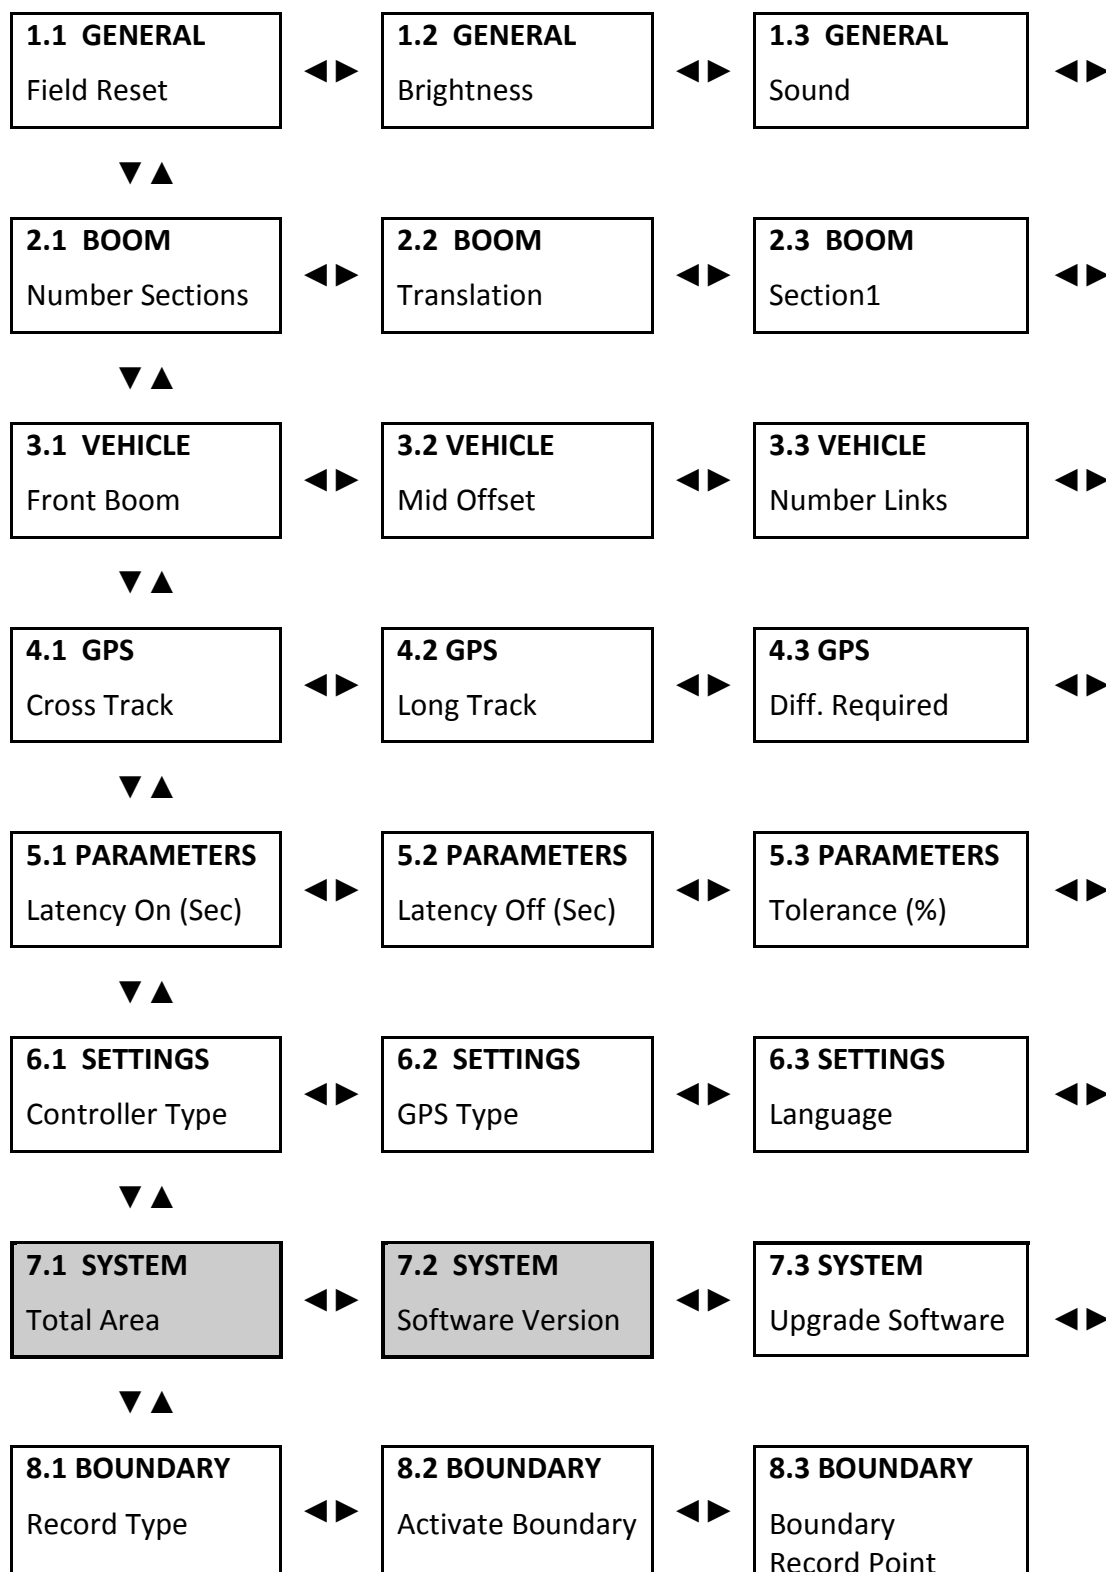 1.1 GENERAL
Field Reset
1.2 GENERAL
Brightness
1.3 GENERAL
Sound
2.1 BOOM
Number Sections
2.2 BOOM
Translation
2.3 BOOM
Section1
3.1 VEHICLE
Front Boom
3.2 VEHICLE
Mid Offset
3.3 VEHICLE
Number Links
4.1 GPS
Cross Track
4.2 GPS
Long Track
4.3 GPS
Diff. Required
5.1 PARAMETERS
Latency On (Sec)
5.2 PARAMETERS
Latency Off (Sec)
5.3 PARAMETERS
Tolerance (%)
6.1 SETTINGS
Controller Type
6.2 SETTINGS
GPS Type
6.3 SETTINGS
Language
7.1 SYSTEM
Total Area
7.2 SYSTEM
Software Version
7.3 SYSTEM
Upgrade Software
8.1 BOUNDARY
Record Type
8.2 BOUNDARY
Activate Boundary
8.3 BOUNDARY
Boundary
Record Point